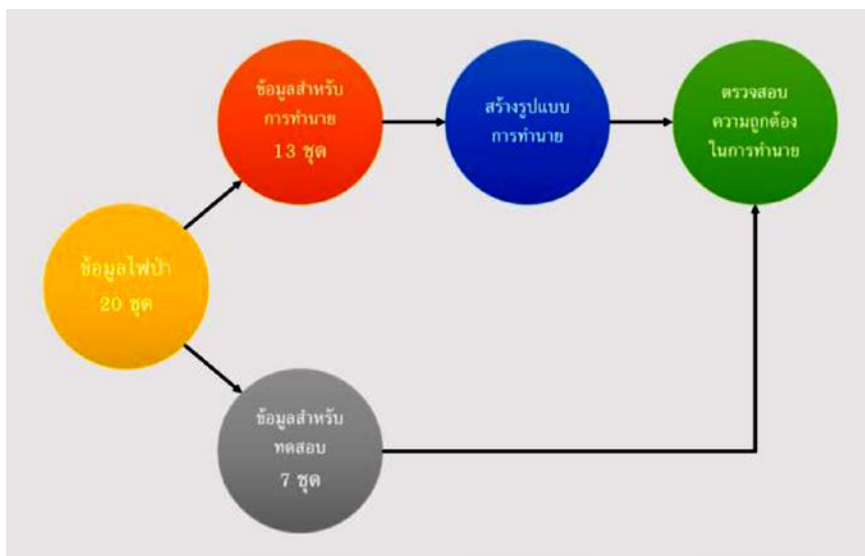 ข้อมูลสำหรับ
การทำนาย
13 ชุด
สร้างรูปแบบ
การทำนาย
ตรวจสอบ
ความถูกต้อง
ในการทำนาย
ข้อมูลไฟป่า
20 ชุด
ข้อมูลสำหรับ
ทดสอบ
7 ชุด